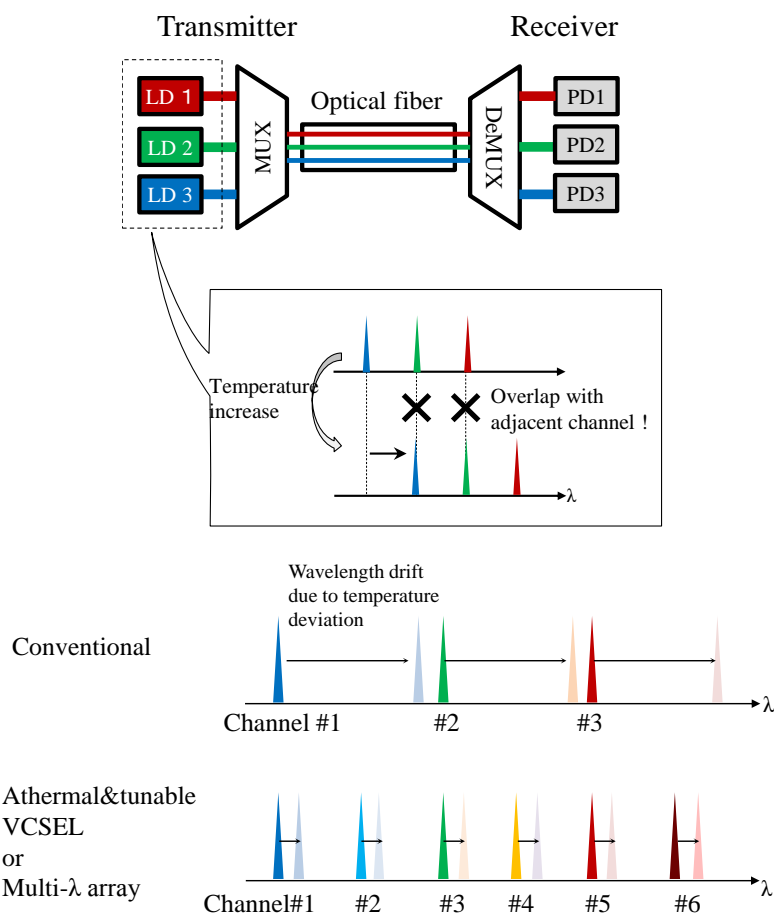 Transmitter
Receiver
LD 1
LD 2
LD 3
MUX
Optical fiber
DeMUX
PD1
PD2
PD3
Temperature
increase
Overlap with
adjacent channel !
λ
Wavelength drift
due to temperature
deviation
Conventional
λ
Channel #1
#2
#3
Athermal&tunable
VCSEL
or
Multi-λ array
λ
Channel#1
#2
#3
#4
#5
#6